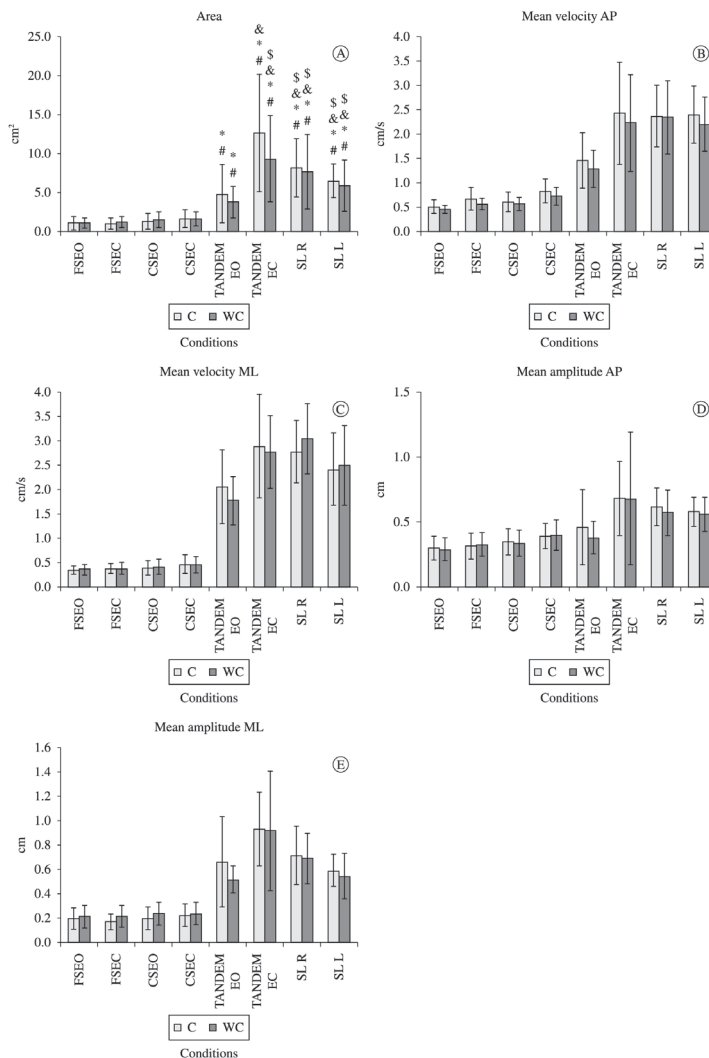 Area
A
cm²
25.0
20.0
15.0
10.0
5.0
0.0
*
#
*
#
&
*
#
$
&
*
#
$
&
*
#
$
&
*
#
$
&
*
#
$
&
*
#
FSEO
FSEC
CSEO
CSEC
TANDEM
EO
TANDEM
EC
SL R
SL L
C WC
Conditions
Mean velocity AP
B
cm/s
4.0
3.5
3.0
2.5
2.0
1.5
1.0
0.5
0.0
FSEO
FSEC
CSEO
CSEC
TANDEM
EO
TANDEM
EC
SL R
SL L
C WC
Conditions
Mean velocity ML
C
cm/s
4.0
3.5
3.0
2.5
2.0
1.5
1.0
0.5
0.0
FSEO
FSEC
CSEO
CSEC
TANDEM
EO
TANDEM
EC
SL R
SL L
C WC
Conditions
Mean amplitude AP
D
cm
1.5
1.0
0.5
0.0
FSEO
FSEC
CSEO
CSEC
TANDEM
EO
TANDEM
EC
SL R
SL L
C WC
Conditions
Mean amplitude ML
E
cm
1.6
1.4
1.2
1.0
0.8
0.6
0.4
0.2
0.0
FSEO
FSEC
CSEO
CSEC
TANDEM
EO
TANDEM
EC
SL R
SL L
C WC
Conditions